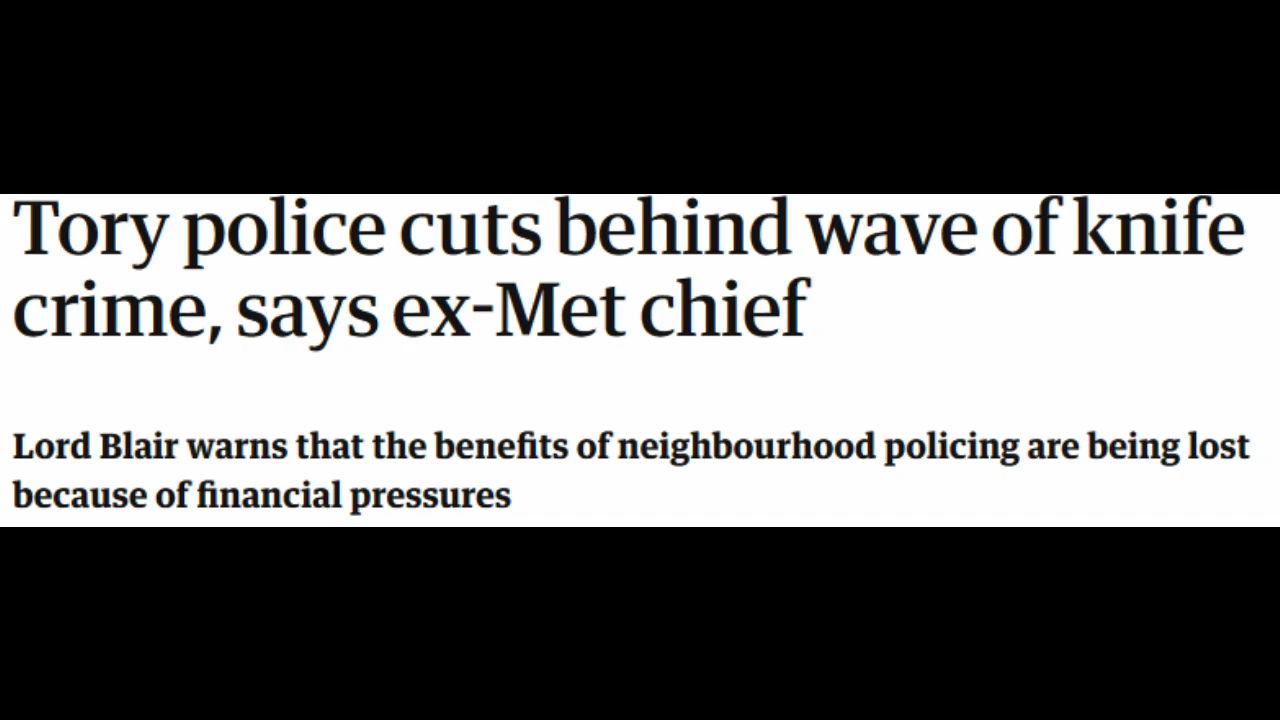 Tory police cuts behind wave of knife
crime, says ex-Met chief
Lord Blair warns that the benefits of neighbourhood policing are being lost
because of financial pressures